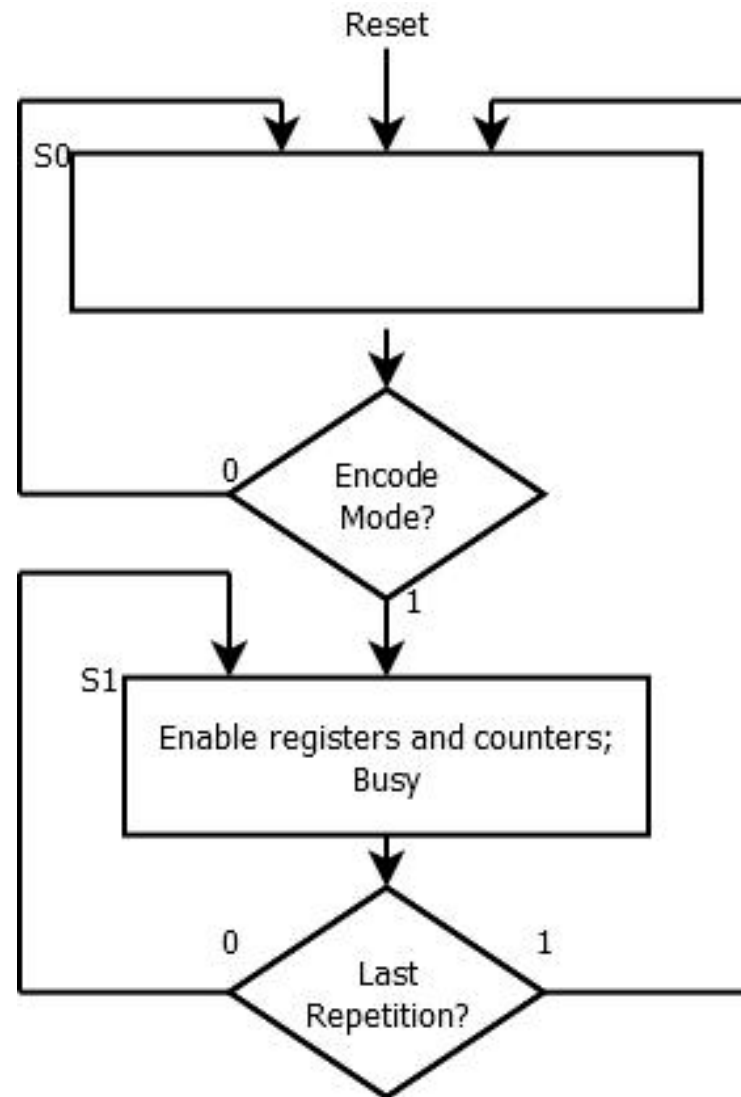 Reset
S0
0
Encode
Mode?
1
S1
Enable registers and counters;
Busy
0
1
Last
Repetition?